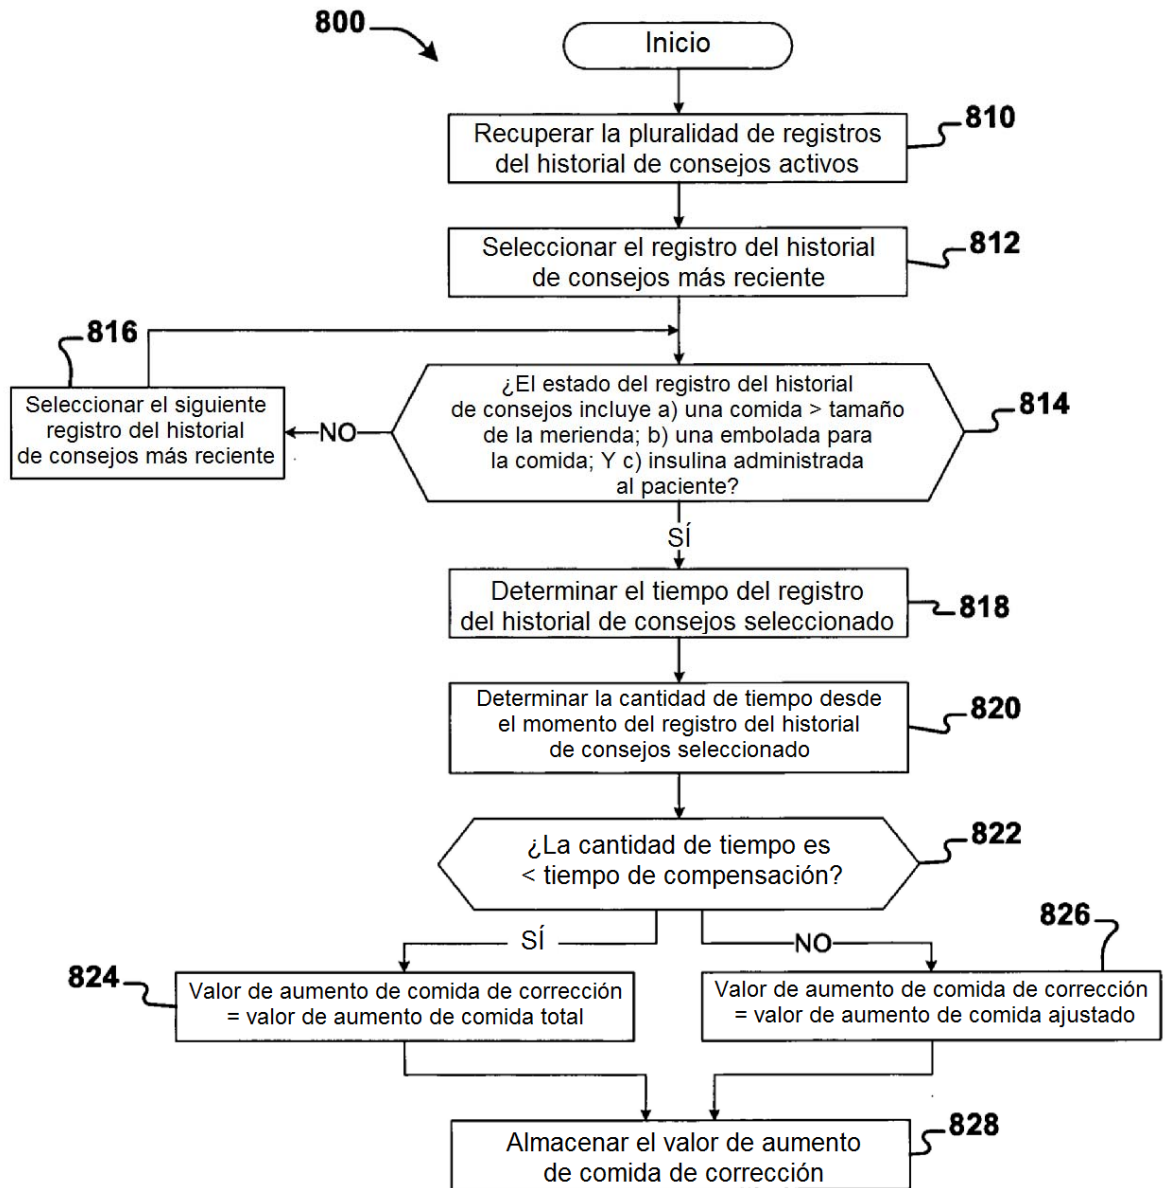 800
Inicio
Recuperar la pluralidad de registros
del historial de consejos activos
810
Seleccionar el registro del historial
de consejos más reciente
812
816
Seleccionar el siguiente
registro del historial
de consejos más reciente
NO
¿El estado del registro del historial
de consejos incluye a) una comida > tamaño
de la merienda; b) una embolada para
la comida; Y c) insulina administrada
al paciente?
814
SÍ
Determinar el tiempo del registro
del historial de consejos seleccionado
818
Determinar la cantidad de tiempo desde
el momento del registro del historial
de consejos seleccionado
820
¿La cantidad de tiempo es
< tiempo de compensación?
822
SÍ
NO
824
Valor de aumento de comida de corrección
= valor de aumento de comida total
826
Valor de aumento de comida de corrección
= valor de aumento de comida ajustado
Almacenar el valor de aumento
de comida de corrección
828